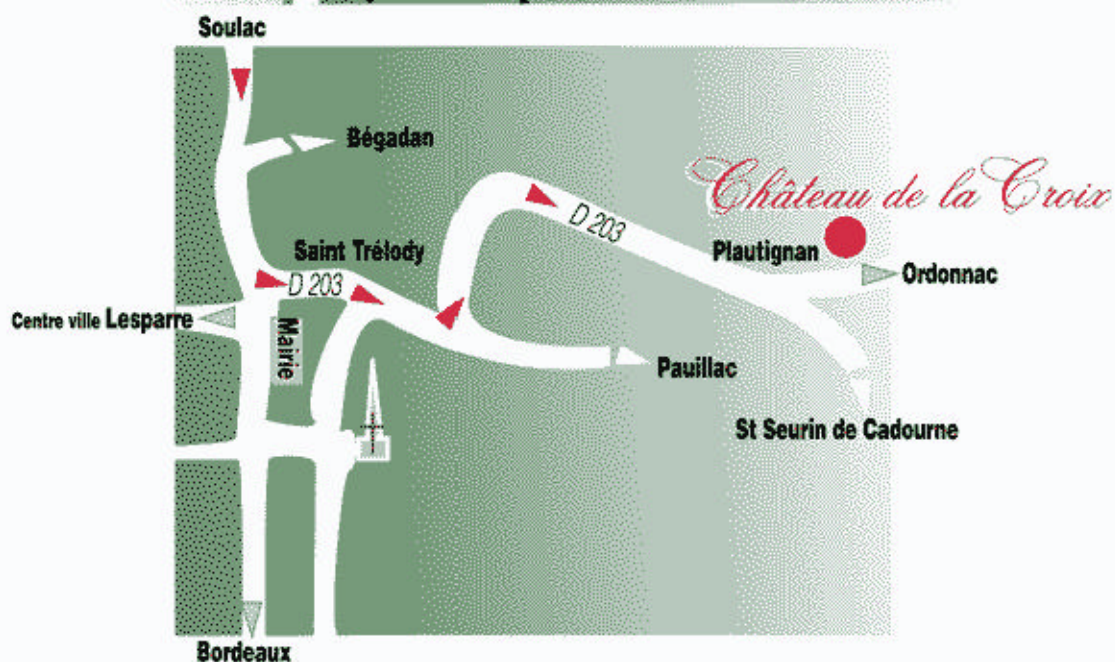 Soulac
Bégadan
Château de la Croix
D 203
Plautignan
Saint Trélody
Ordonnac
D 203
Centre ville Lesparre
Mairie
Pauillac
St Seurin de Cadourne
Bordeaux